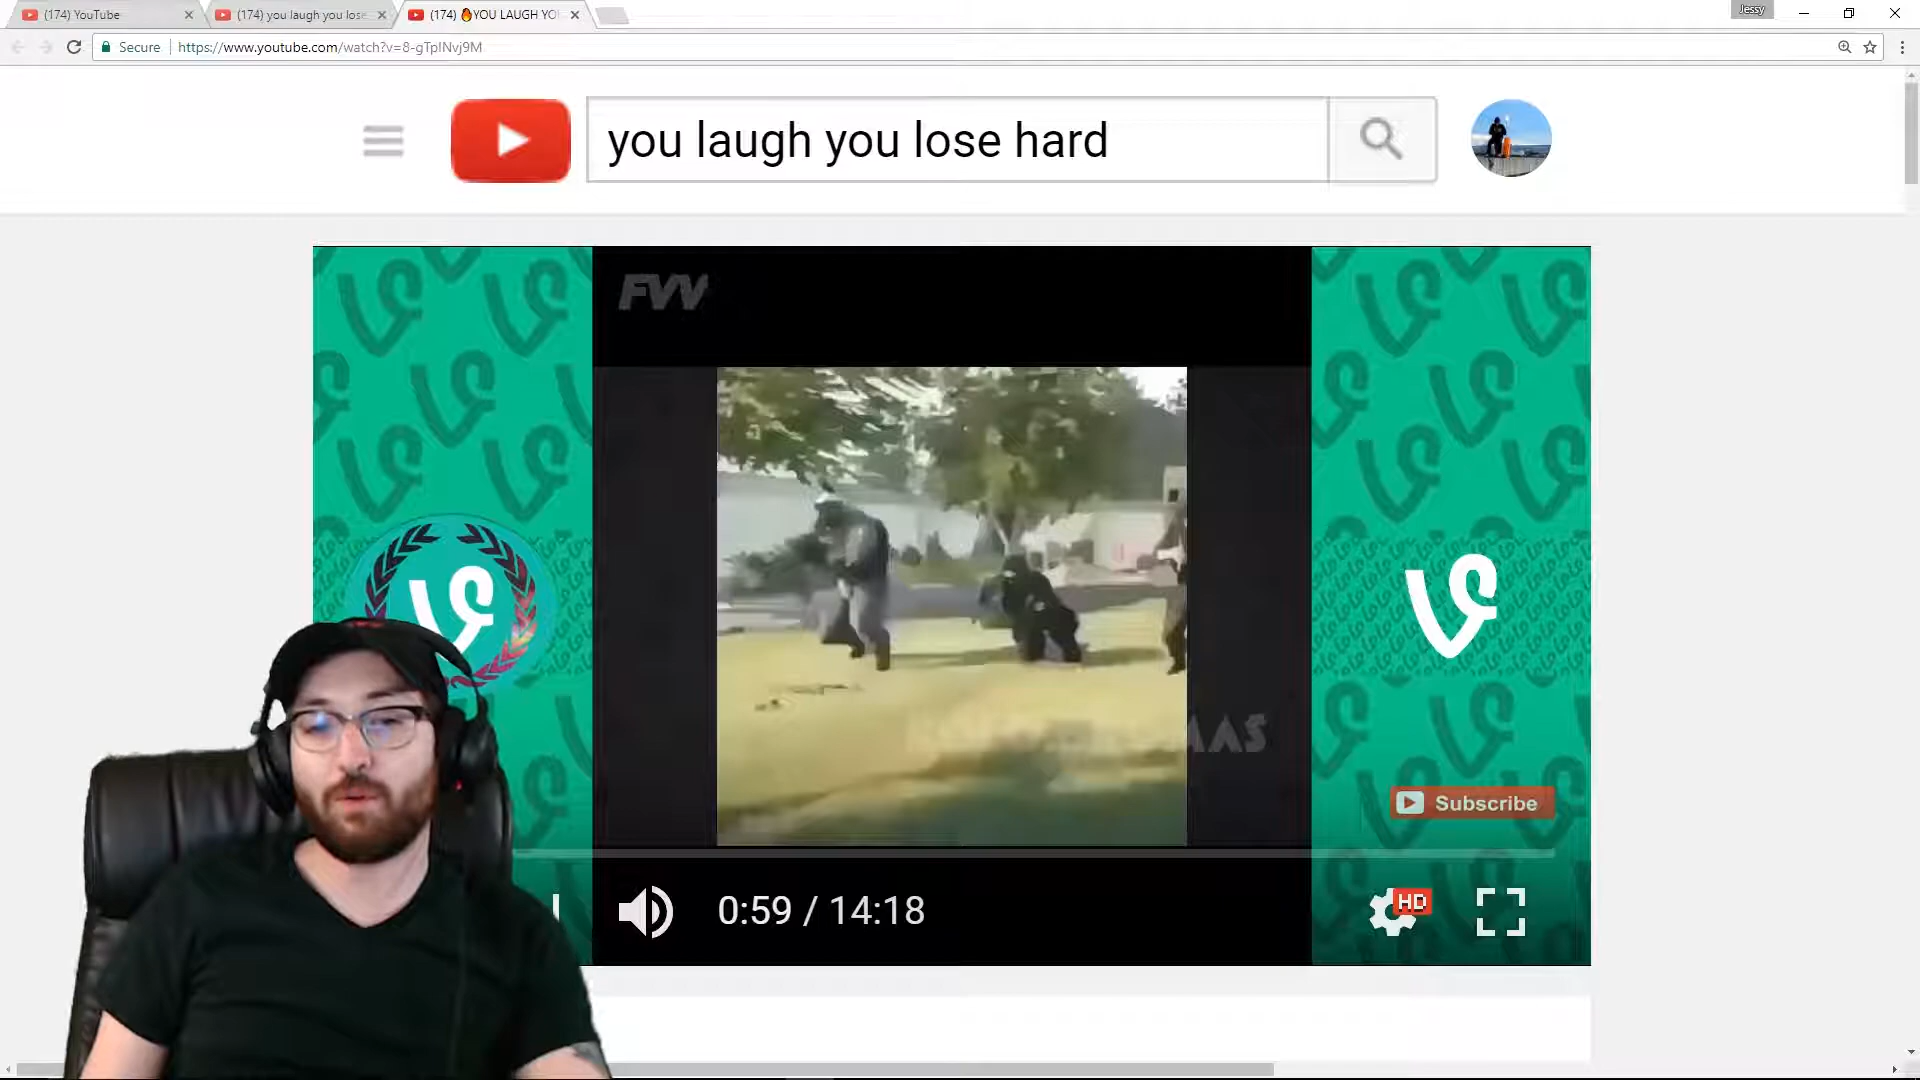 (174) YouTube
(174) you laugh you lose
(174) 🔥YOU LAUGH YO
Jessy
Secure
https://www.youtube.com/watch?v=8-gTpINvj9M
you laugh you lose hard
FVV
Subscribe
0:59 / 14:18
HD